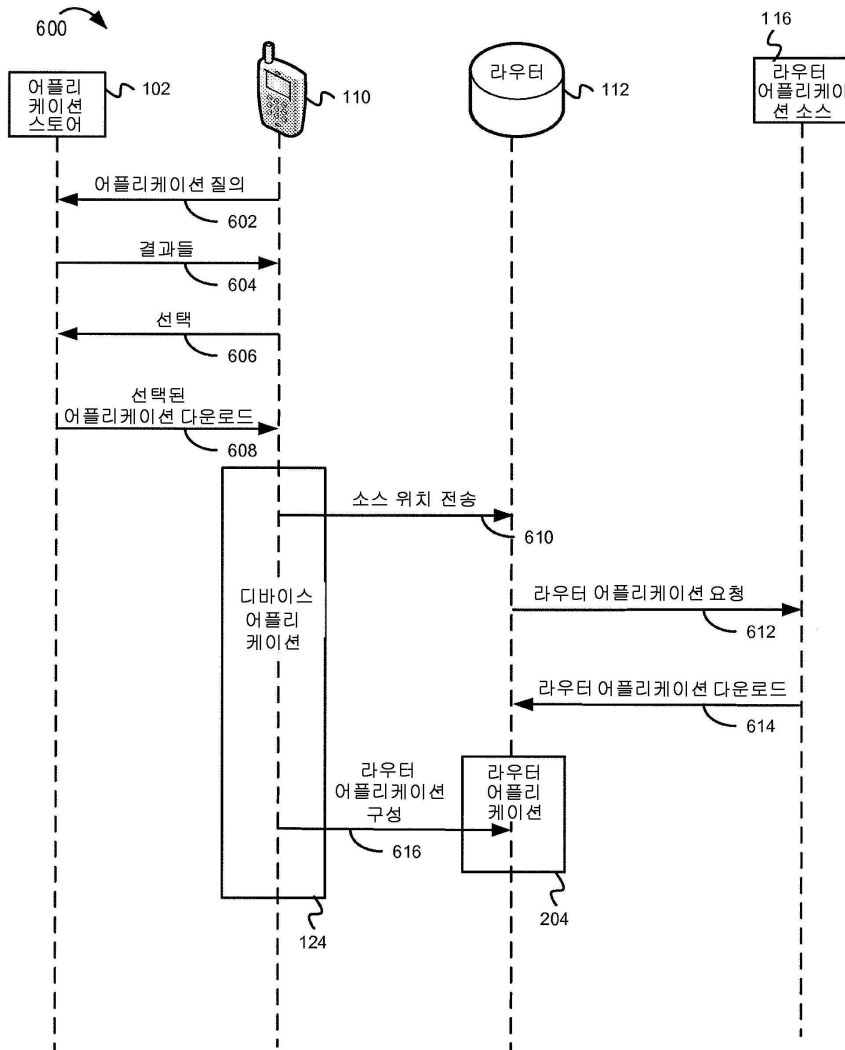 600
116
어플리
케이션
스토어
102
110
라우터
112
라우터
어플리케이
션 소스
어플리케이션 질의
602
결과들
604
선택
606
선택된
어플리케이션 다운로드
608
소스 위치 전송
610
디바이스
어플리
케이션
라우터 어플리케이션 요청
612
라우터 어플리케이션 다운로드
614
라우터
어플리케이션
구성
616
라우터
어플리
케이션
204
124